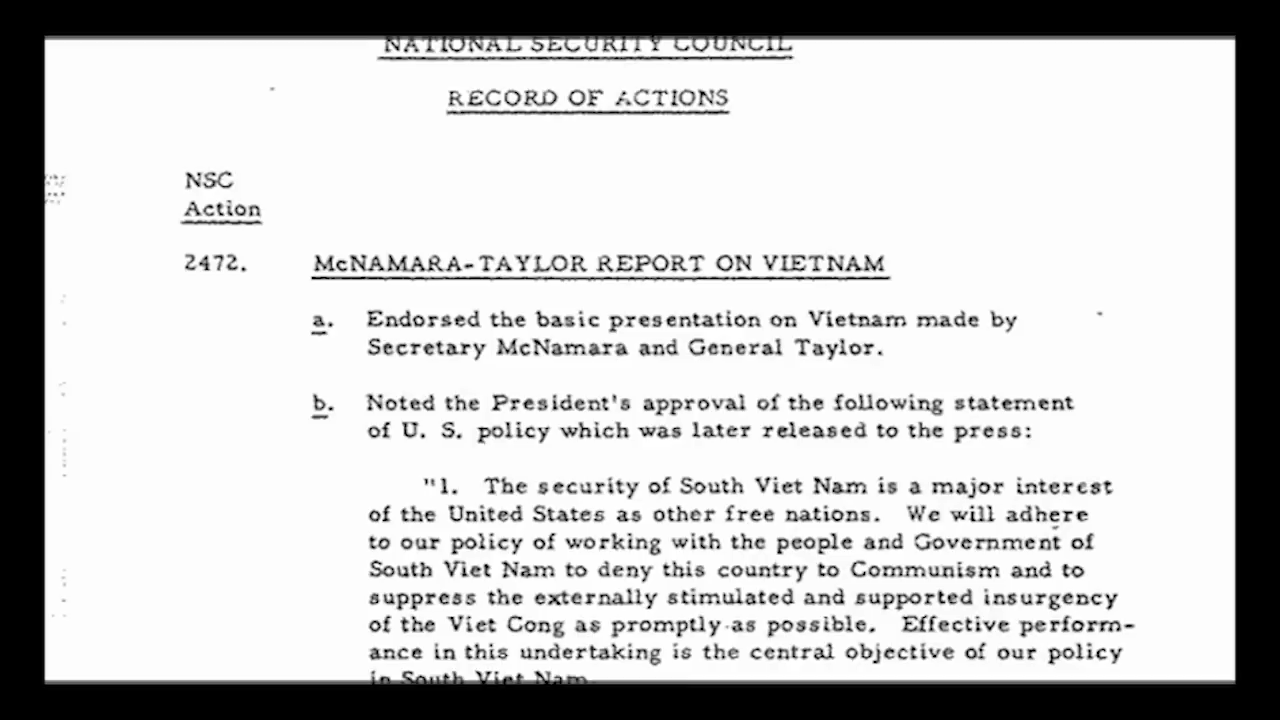 NATIONAL SECURITY COUNCIL
RECORD OF ACTIONS
NSC
Action
2472. McNAMARA-TAYLOR REPORT ON VIETNAM
a. Endorsed the basic presentation on Vietnam made by
Secretary McNamara and General Taylor.
b. Noted the President's approval of the following statement
of U. S. policy which was later released to the press:
"1. The security of South Viet Nam is a major interest
of the United States as other free nations. We will adhere
to our policy of working with the people and Government of
South Viet Nam to deny this country to Communism and to
suppress the externally stimulated and supported insurgency
of the Viet Cong as promptly as possible. Effective perform-
ance in this undertaking is the central objective of our policy
in South Viet Nam.